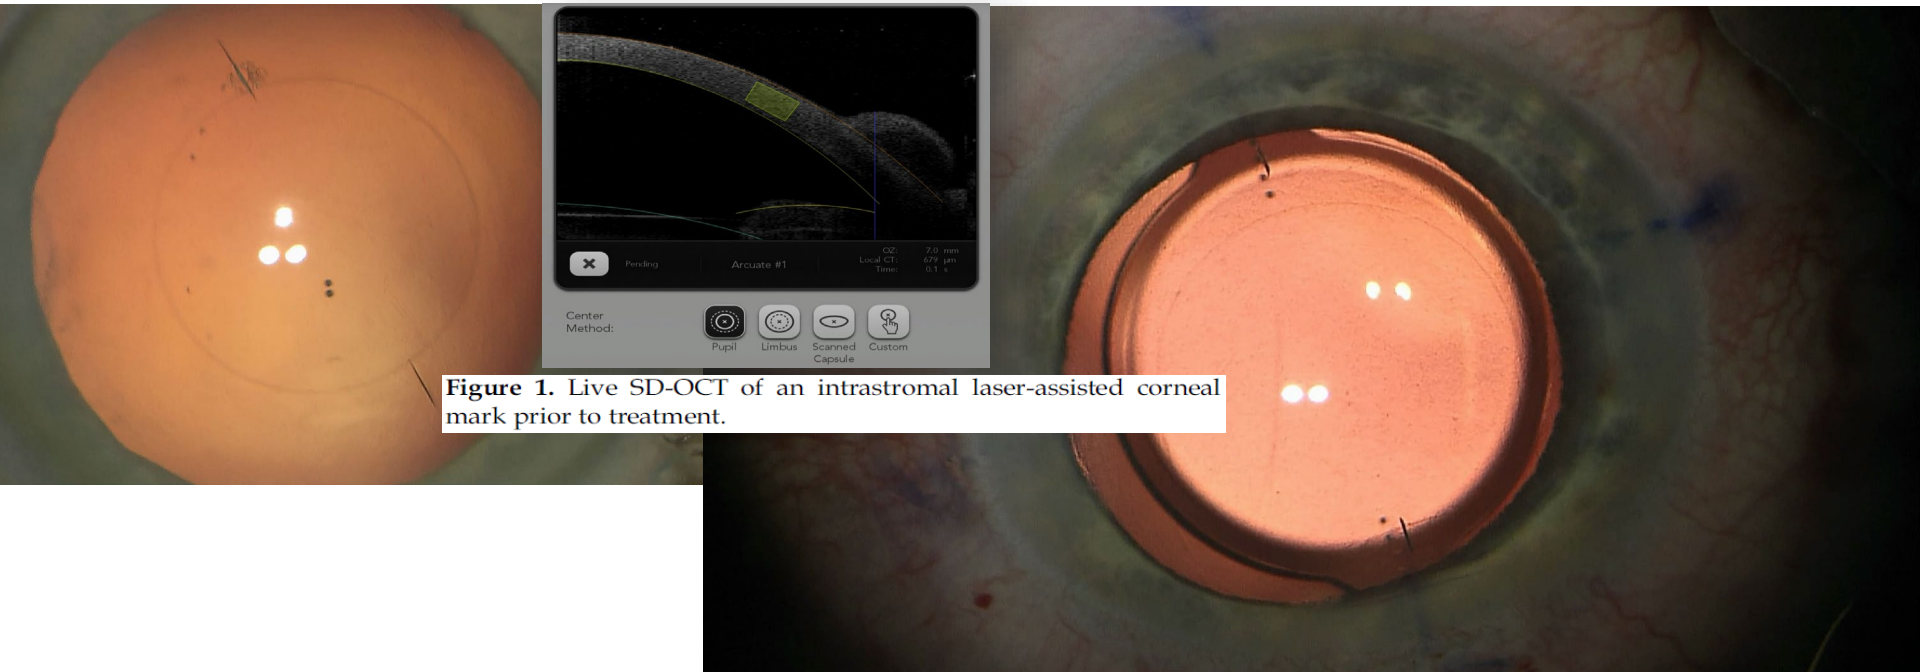 OZ: 7.0 mm
Local CT: 679 µm
Time: 0.1 s
Pending
Arcuate #1
Center
Method:
Pupil
Limbus
Scanned
Capsule
Custom
Figure 1. Live SD-OCT of an intrastromal laser-assisted corneal
mark prior to treatment.